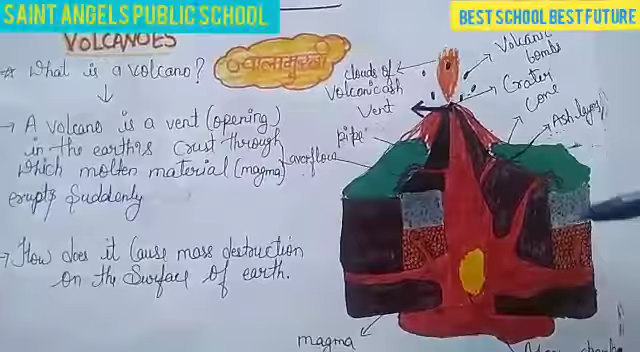 SAINT ANGELS PUBLIC SCHOOL
BEST SCHOOL BEST FUTURE
VOLCANOES
ज्वालामुखी
What is a volcano?
A volcano is a vent (opening)
in the earth's crust through
which molten material (magma)
erupts suddenly
How does it cause mass destruction
on the surface of earth.
clouds of
volcanic ash
Vent
pipe
overflow
Volcanic
bombs
Crater
cone
Ash layers
magma